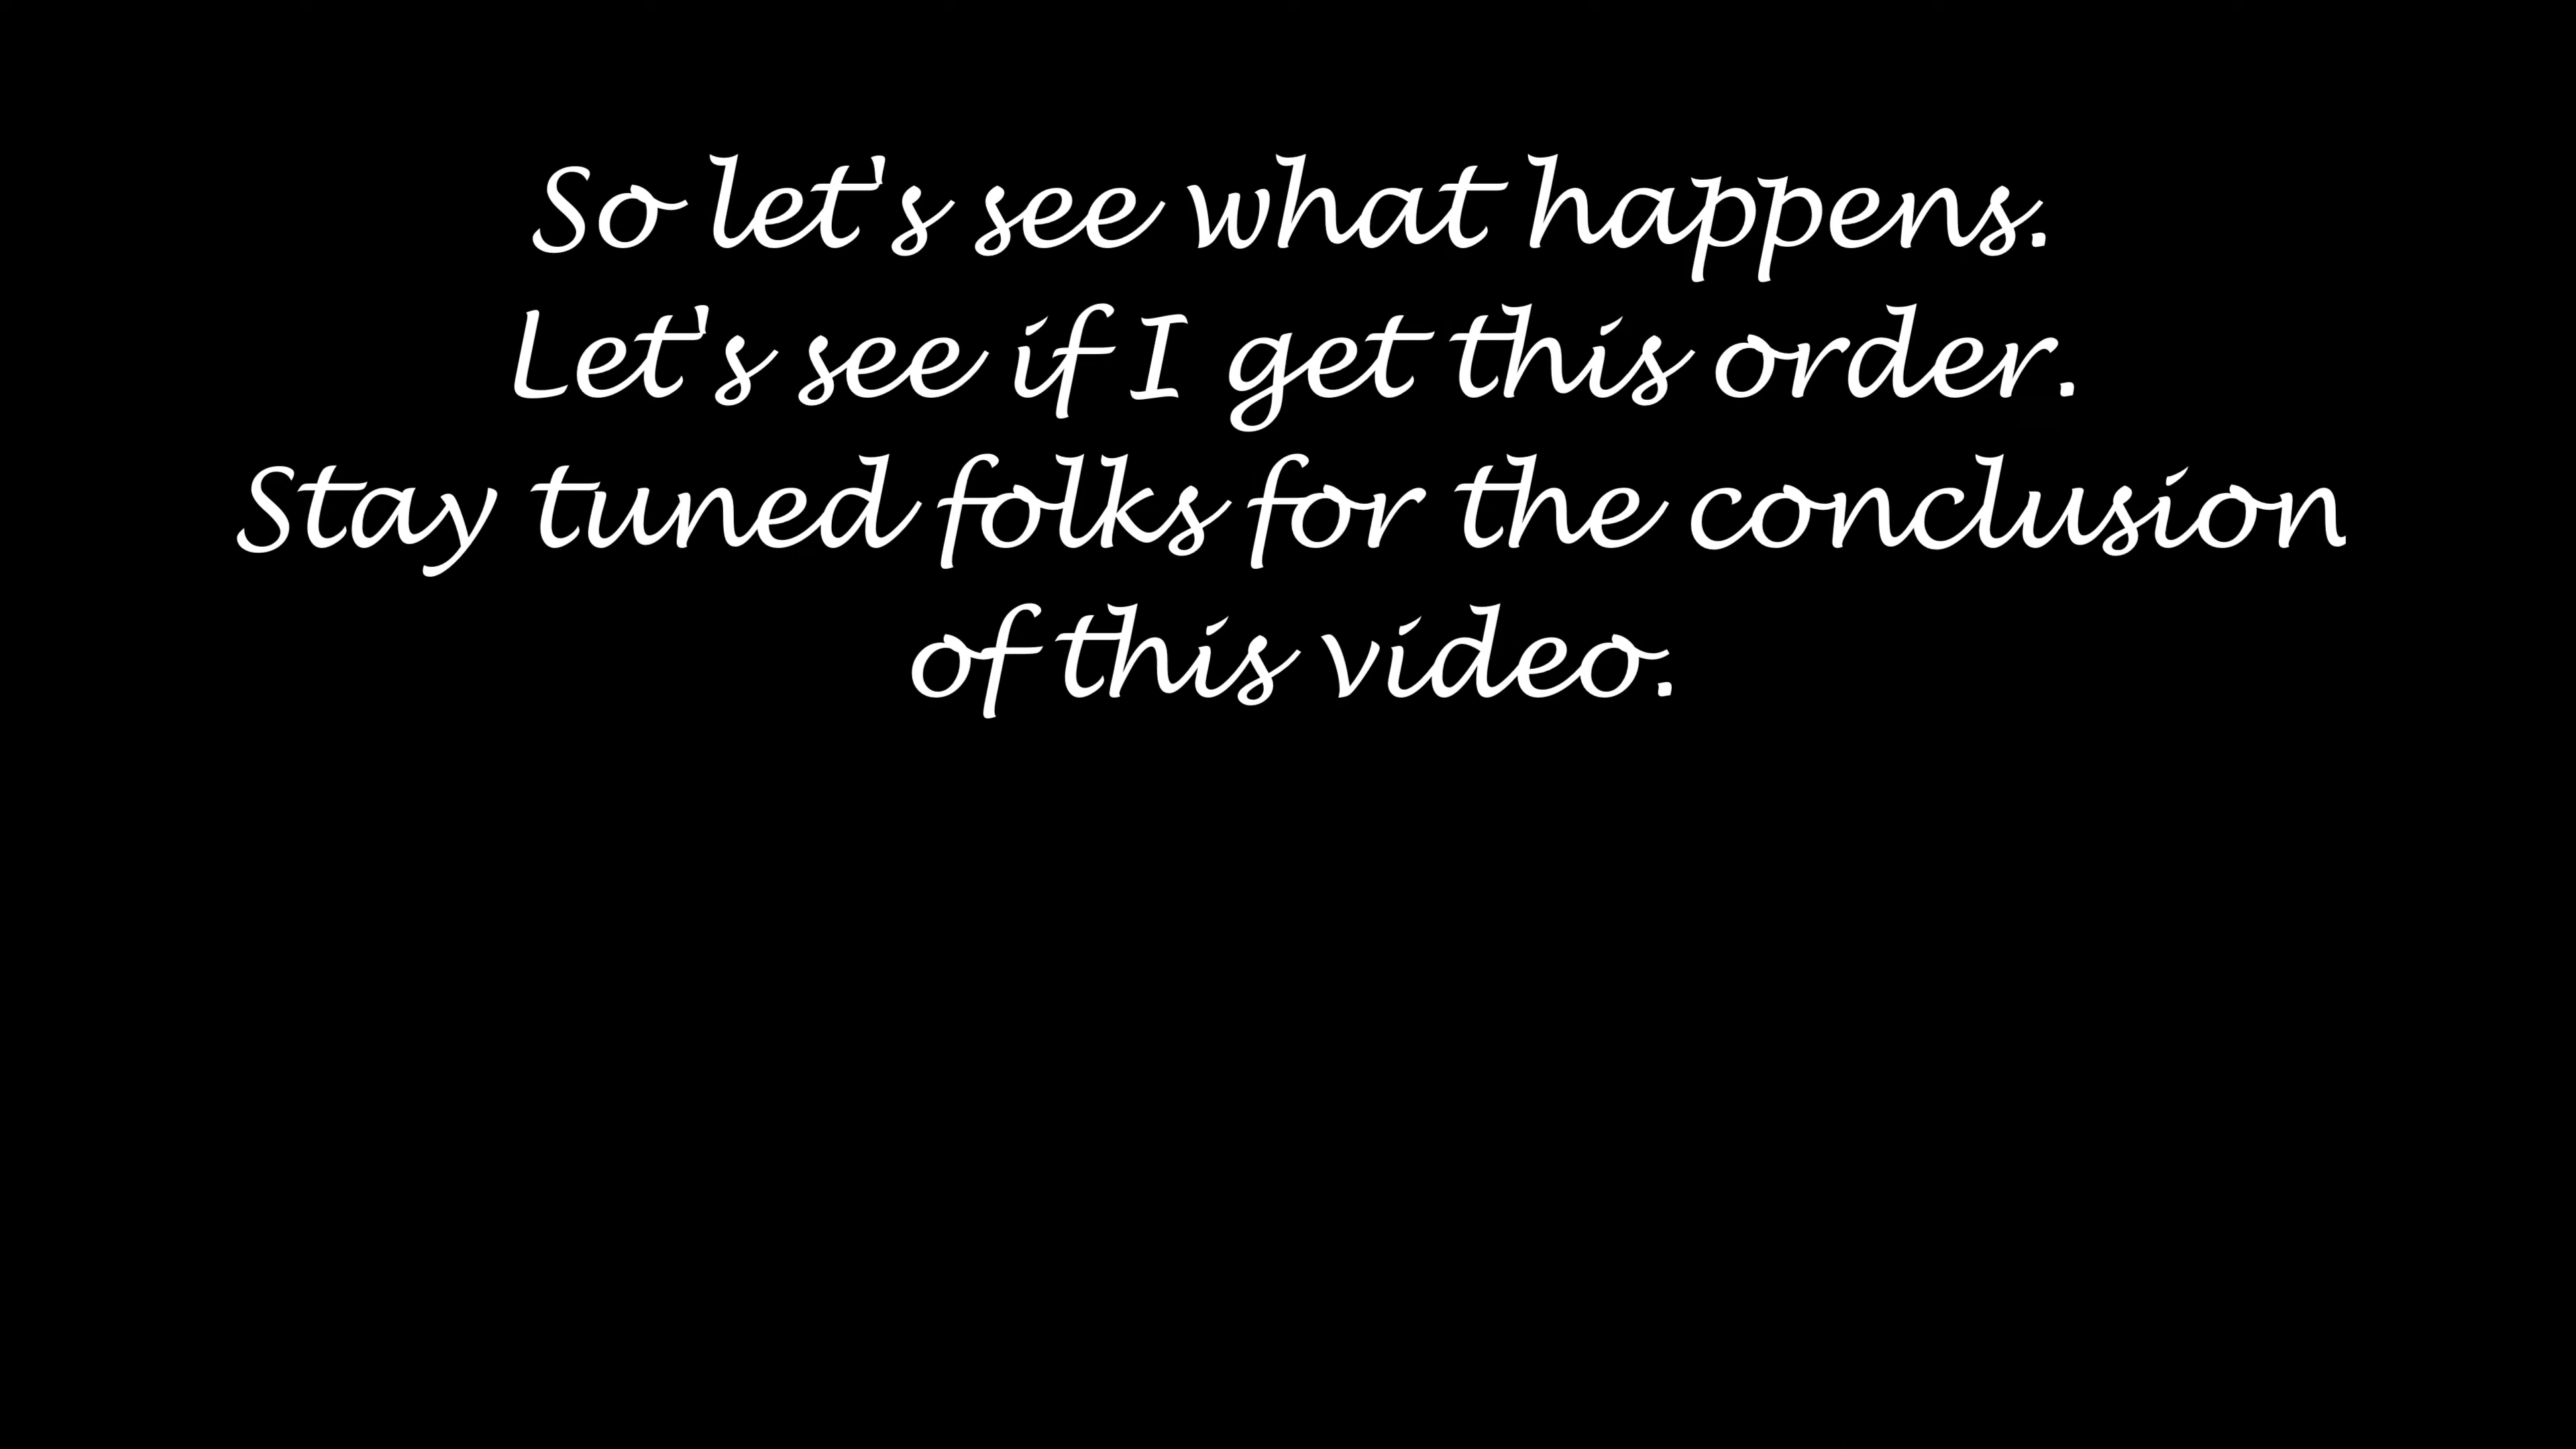 So let's see what happens.
Let's see if I get this order.
Stay tuned folks for the conclusion
of this video.